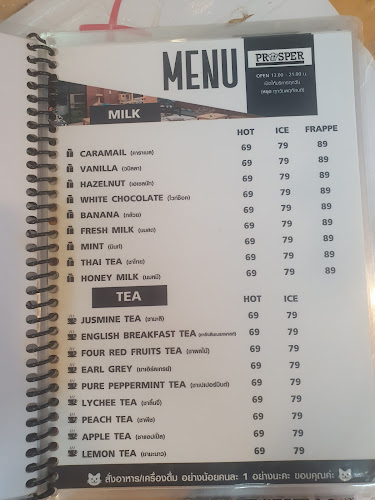 MENU
PROSPER
OPEN 11.00 - 21.00 น.
MILK
HOT ICE FRAPPE
CARAMAIL (คาราเมล) 69 79 89
VANILLA (วนิลลา) 69 79 89
HAZELNUT (เฮเซลนัท) 69 79 89
WHITE CHOCOLATE (ไวท์ช็อค) 69 79 89
BANANA (กล้วย) 69 79 89
FRESH MILK (นมสด) 69 79 89
MINT (มิ้นท์) 69 79 89
THAI TEA (ชาไทย) 69 79 89
HONEY MILK (นมหมี) 69 79 89
TEA
HOT ICE
JUSMINE TEA (ชามะลิ) 69 79
ENGLISH BREAKFAST TEA 69 79
FOUR RED FRUITS TEA (ชาผลไม้) 69 79
EARL GREY (ชาเอิร์ลเกรย์) 69 79
PURE PEPPERMINT TEA (ชาเปปเปอร์มินต์) 69 79
LYCHEE TEA (ชาลิ้นจี่) 69 79
PEACH TEA (ชาพีช) 69 79
APPLE TEA (ชาแอปเปิ้ล) 69 79
LEMON TEA (ชามะนาว) 69 79
สั่งอาหาร/เครื่องดื่ม อย่างน้อยคนละ 1 อย่างนะคะ ขอบคุณค่ะ